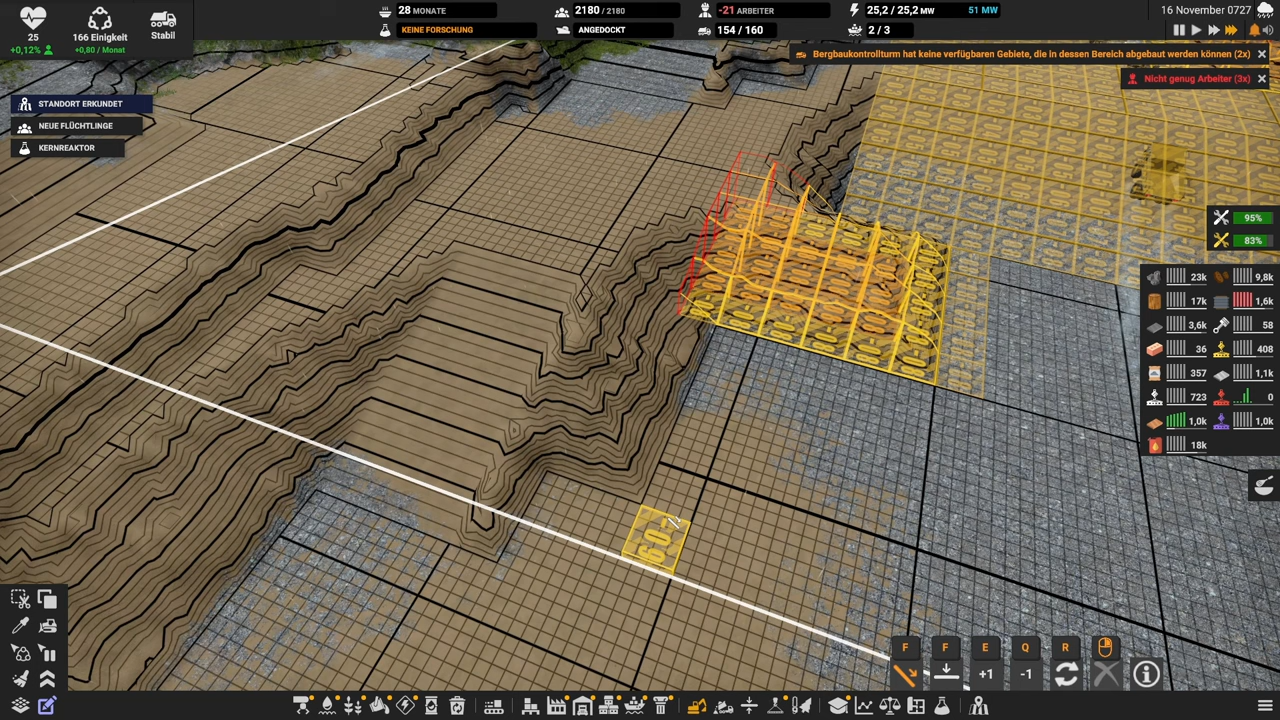 25
+0,12%
166 Einigkeit
+0,80 / Monat
Stabil
28 MONATE
KEINE FORSCHUNG
2180 / 2180
ANGEDOCKT
-21 ARBEITER
154 / 160
25,2 / 25,2 MW
51 MW
2 / 3
16 November 0727
Bergbaukontrollturm hat keine verfügbaren Gebiete, die in dessen Bereich abgebaut werden können (2x)
Nicht genug Arbeiter (3x)
STANDORT ERKUNDET
NEUE FLÜCHTLINGE
KERNREAKTOR
95%
83%
23k
9,8k
17k
1,6k
3,6k
58
36
408
357
1,1k
723
0
1,0k
1,0k
18k
F
F
E
Q
R
+1
-1